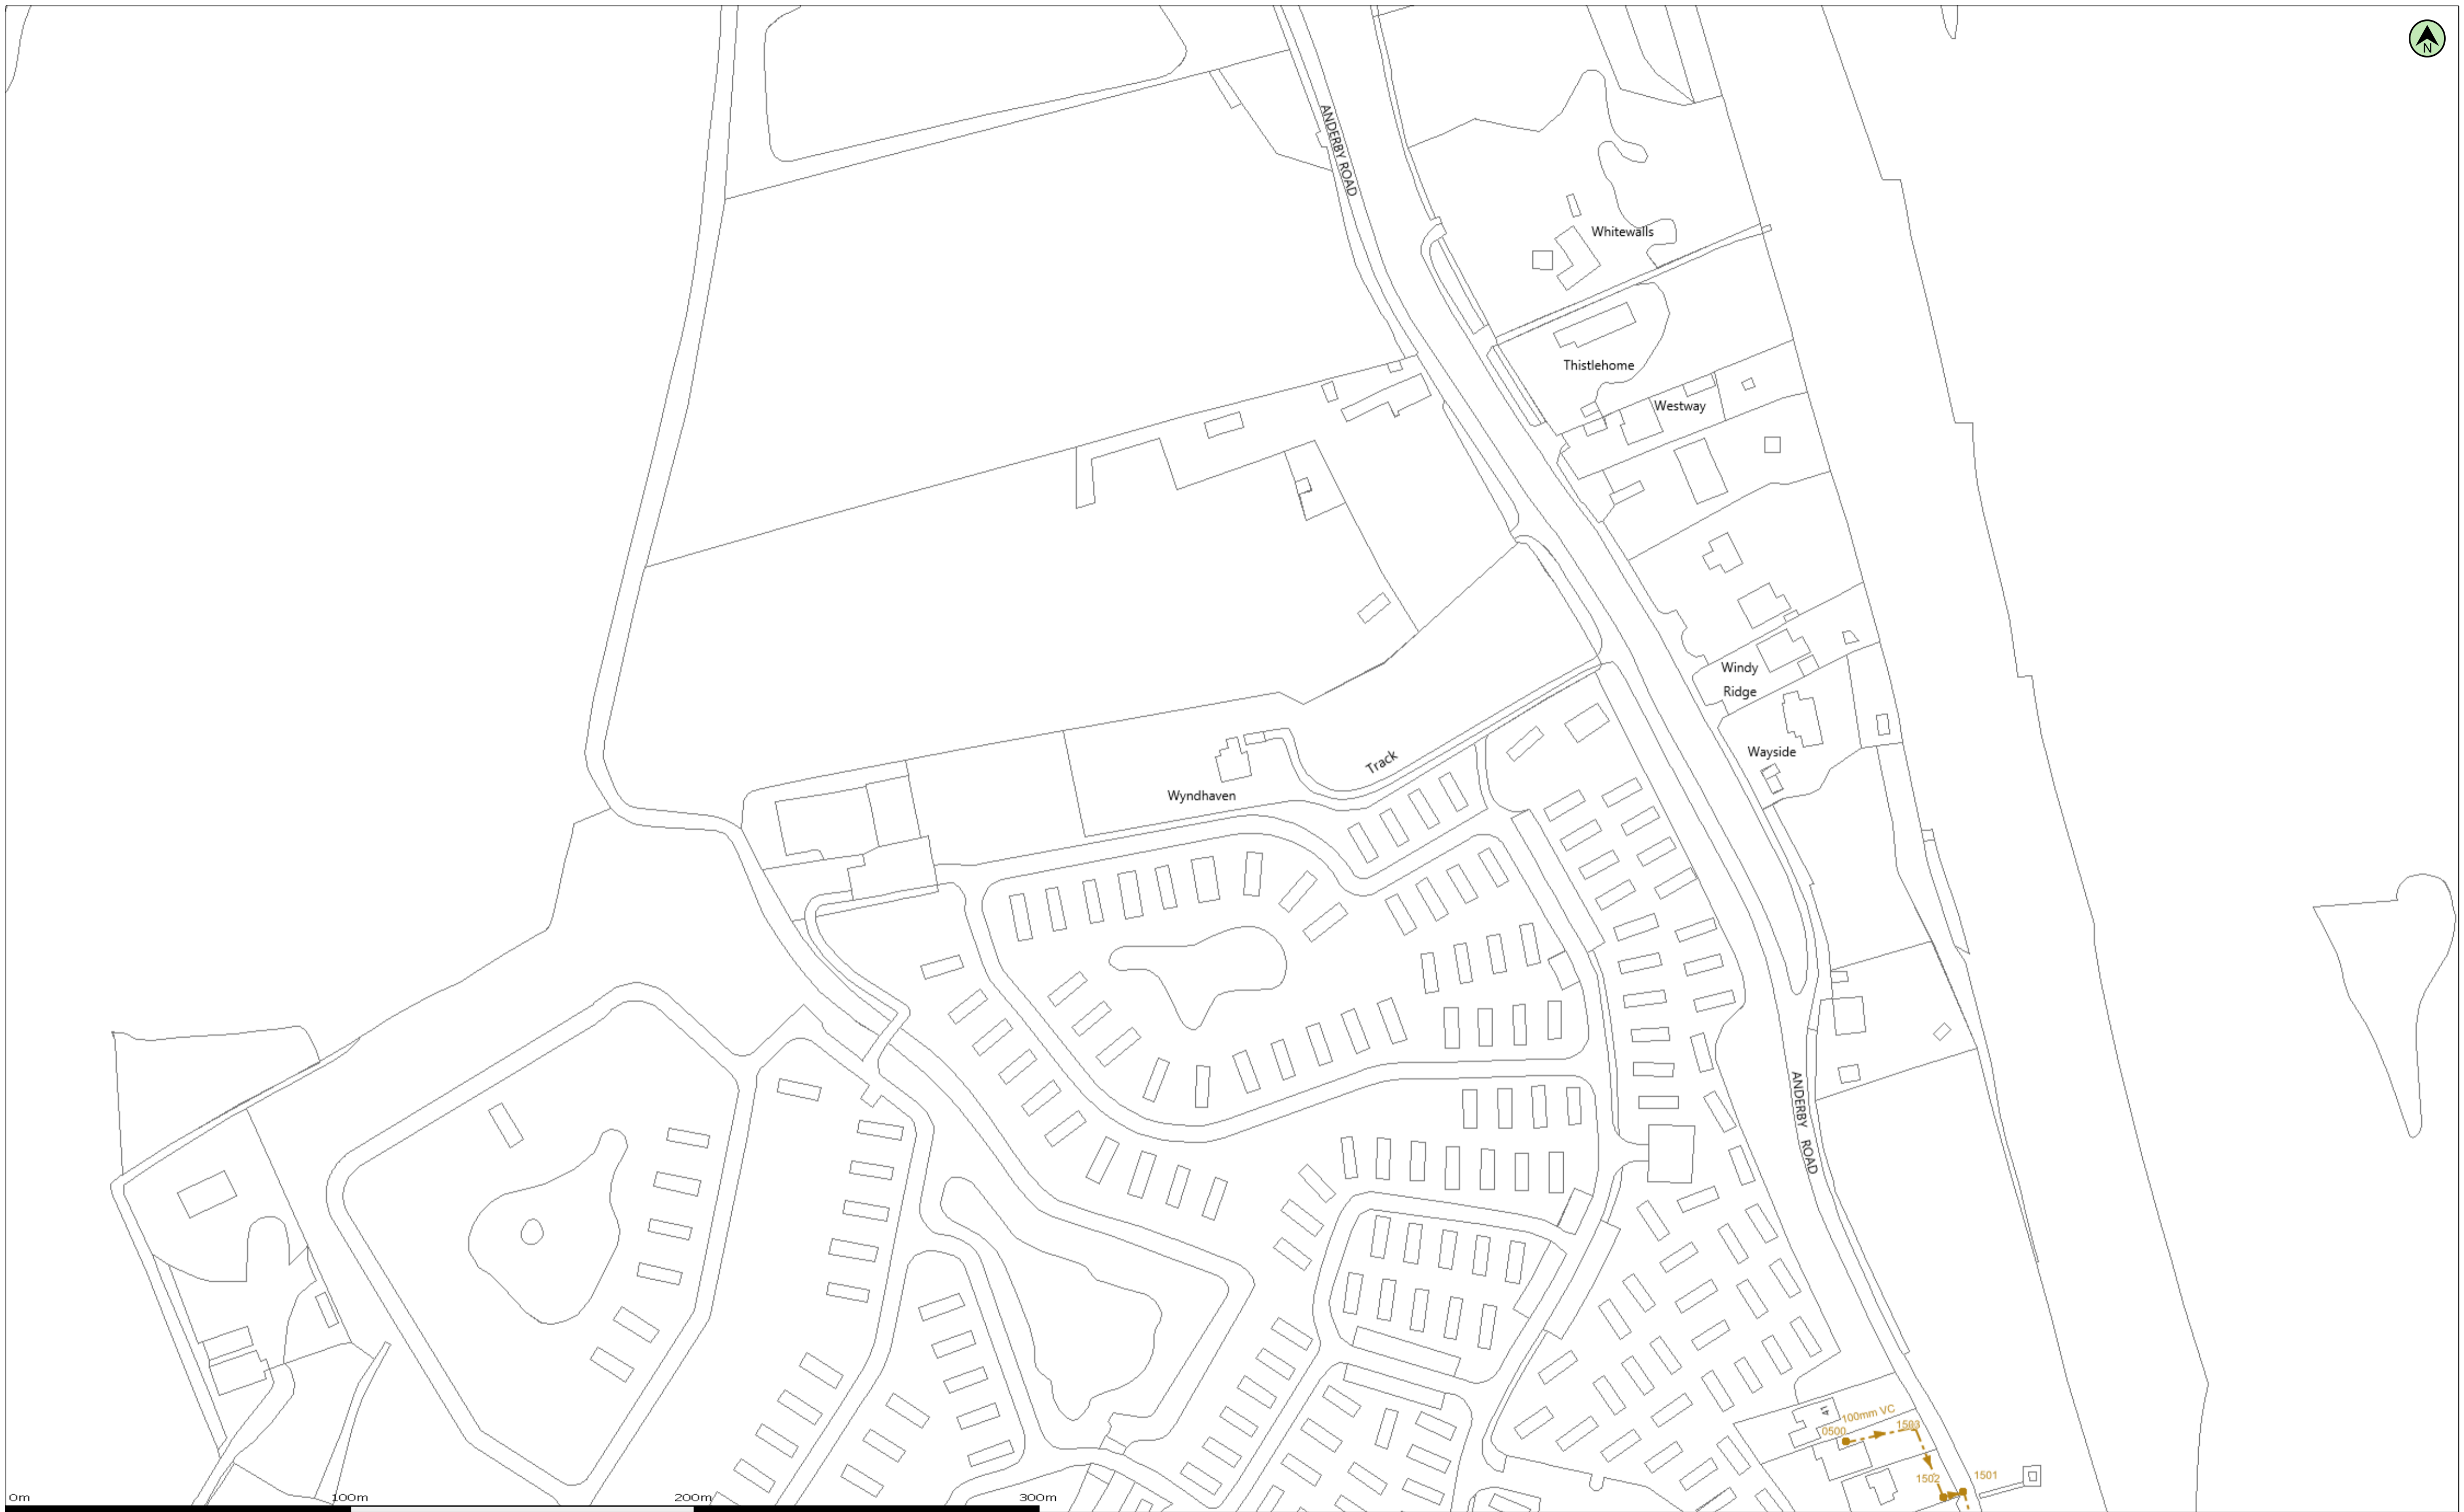 N
ANDERBY ROAD
Whitewalls
Thistlehome
Westway
Windy
Ridge
Wayside
Track
Wyndhaven
ANDERBY ROAD
41
100mm VC
0500
1503
1502
1501
0m
100m
200m
300m